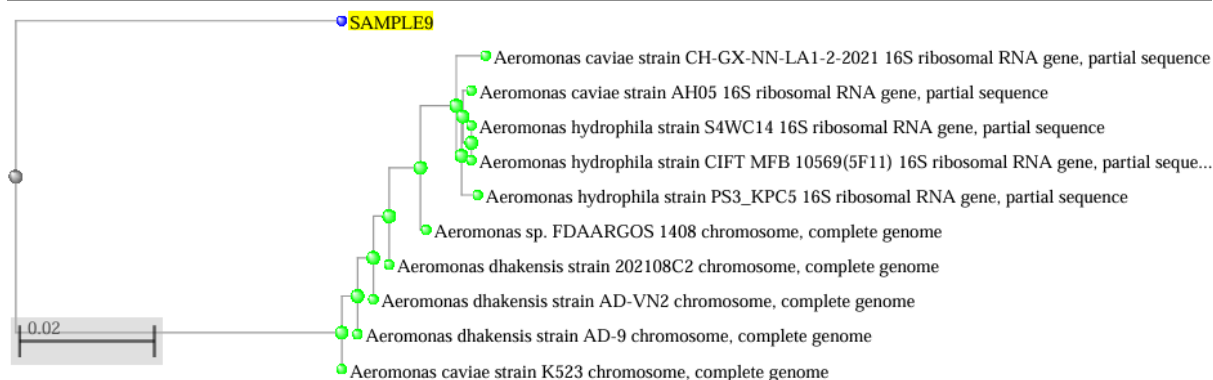 SAMPLE9
Aeromonas caviae strain CH-GX-NN-LA1-2-2021 16S ribosomal RNA gene, partial sequence
Aeromonas caviae strain AH05 16S ribosomal RNA gene, partial sequence
Aeromonas hydrophila strain S4WC14 16S ribosomal RNA gene, partial sequence
Aeromonas hydrophila strain CIFT MFB 10569(5F11) 16S ribosomal RNA gene, partial seque...
Aeromonas hydrophila strain PS3_KPC5 16S ribosomal RNA gene, partial sequence
Aeromonas sp. FDAARGOS 1408 chromosome, complete genome
Aeromonas dhakensis strain 202108C2 chromosome, complete genome
Aeromonas dhakensis strain AD-VN2 chromosome, complete genome
0.02
Aeromonas dhakensis strain AD-9 chromosome, complete genome
Aeromonas caviae strain K523 chromosome, complete genome